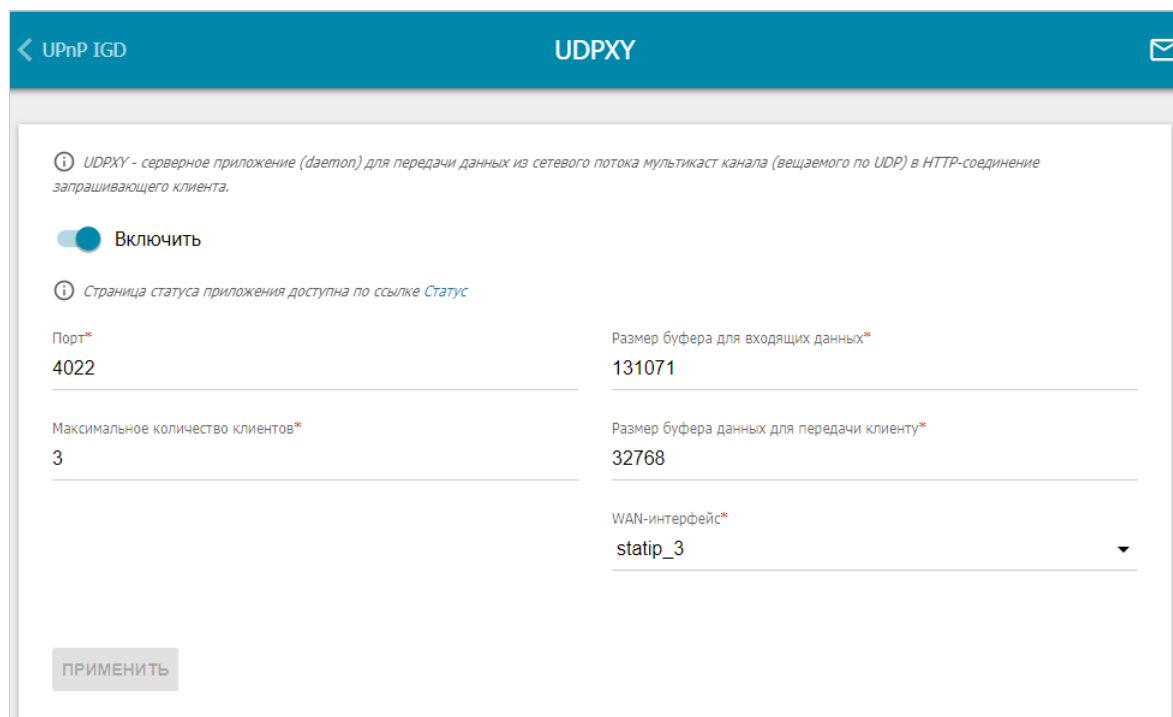 UPnP IGD
UDPXY
UDPXY - серверное приложение (daemon) для передачи данных из сетевого потока мультикаст канала (вещаемого по UDP) в HTTP-соединение
запрашивающего клиента.
Включить
Страница статуса приложения доступна по ссылке Статус
Порт*
4022
Размер буфера для входящих данных*
131071
Максимальное количество клиентов*
3
Размер буфера данных для передачи клиенту*
32768
WAN-интерфейс*
statip_3
ПРИМЕНИТЬ